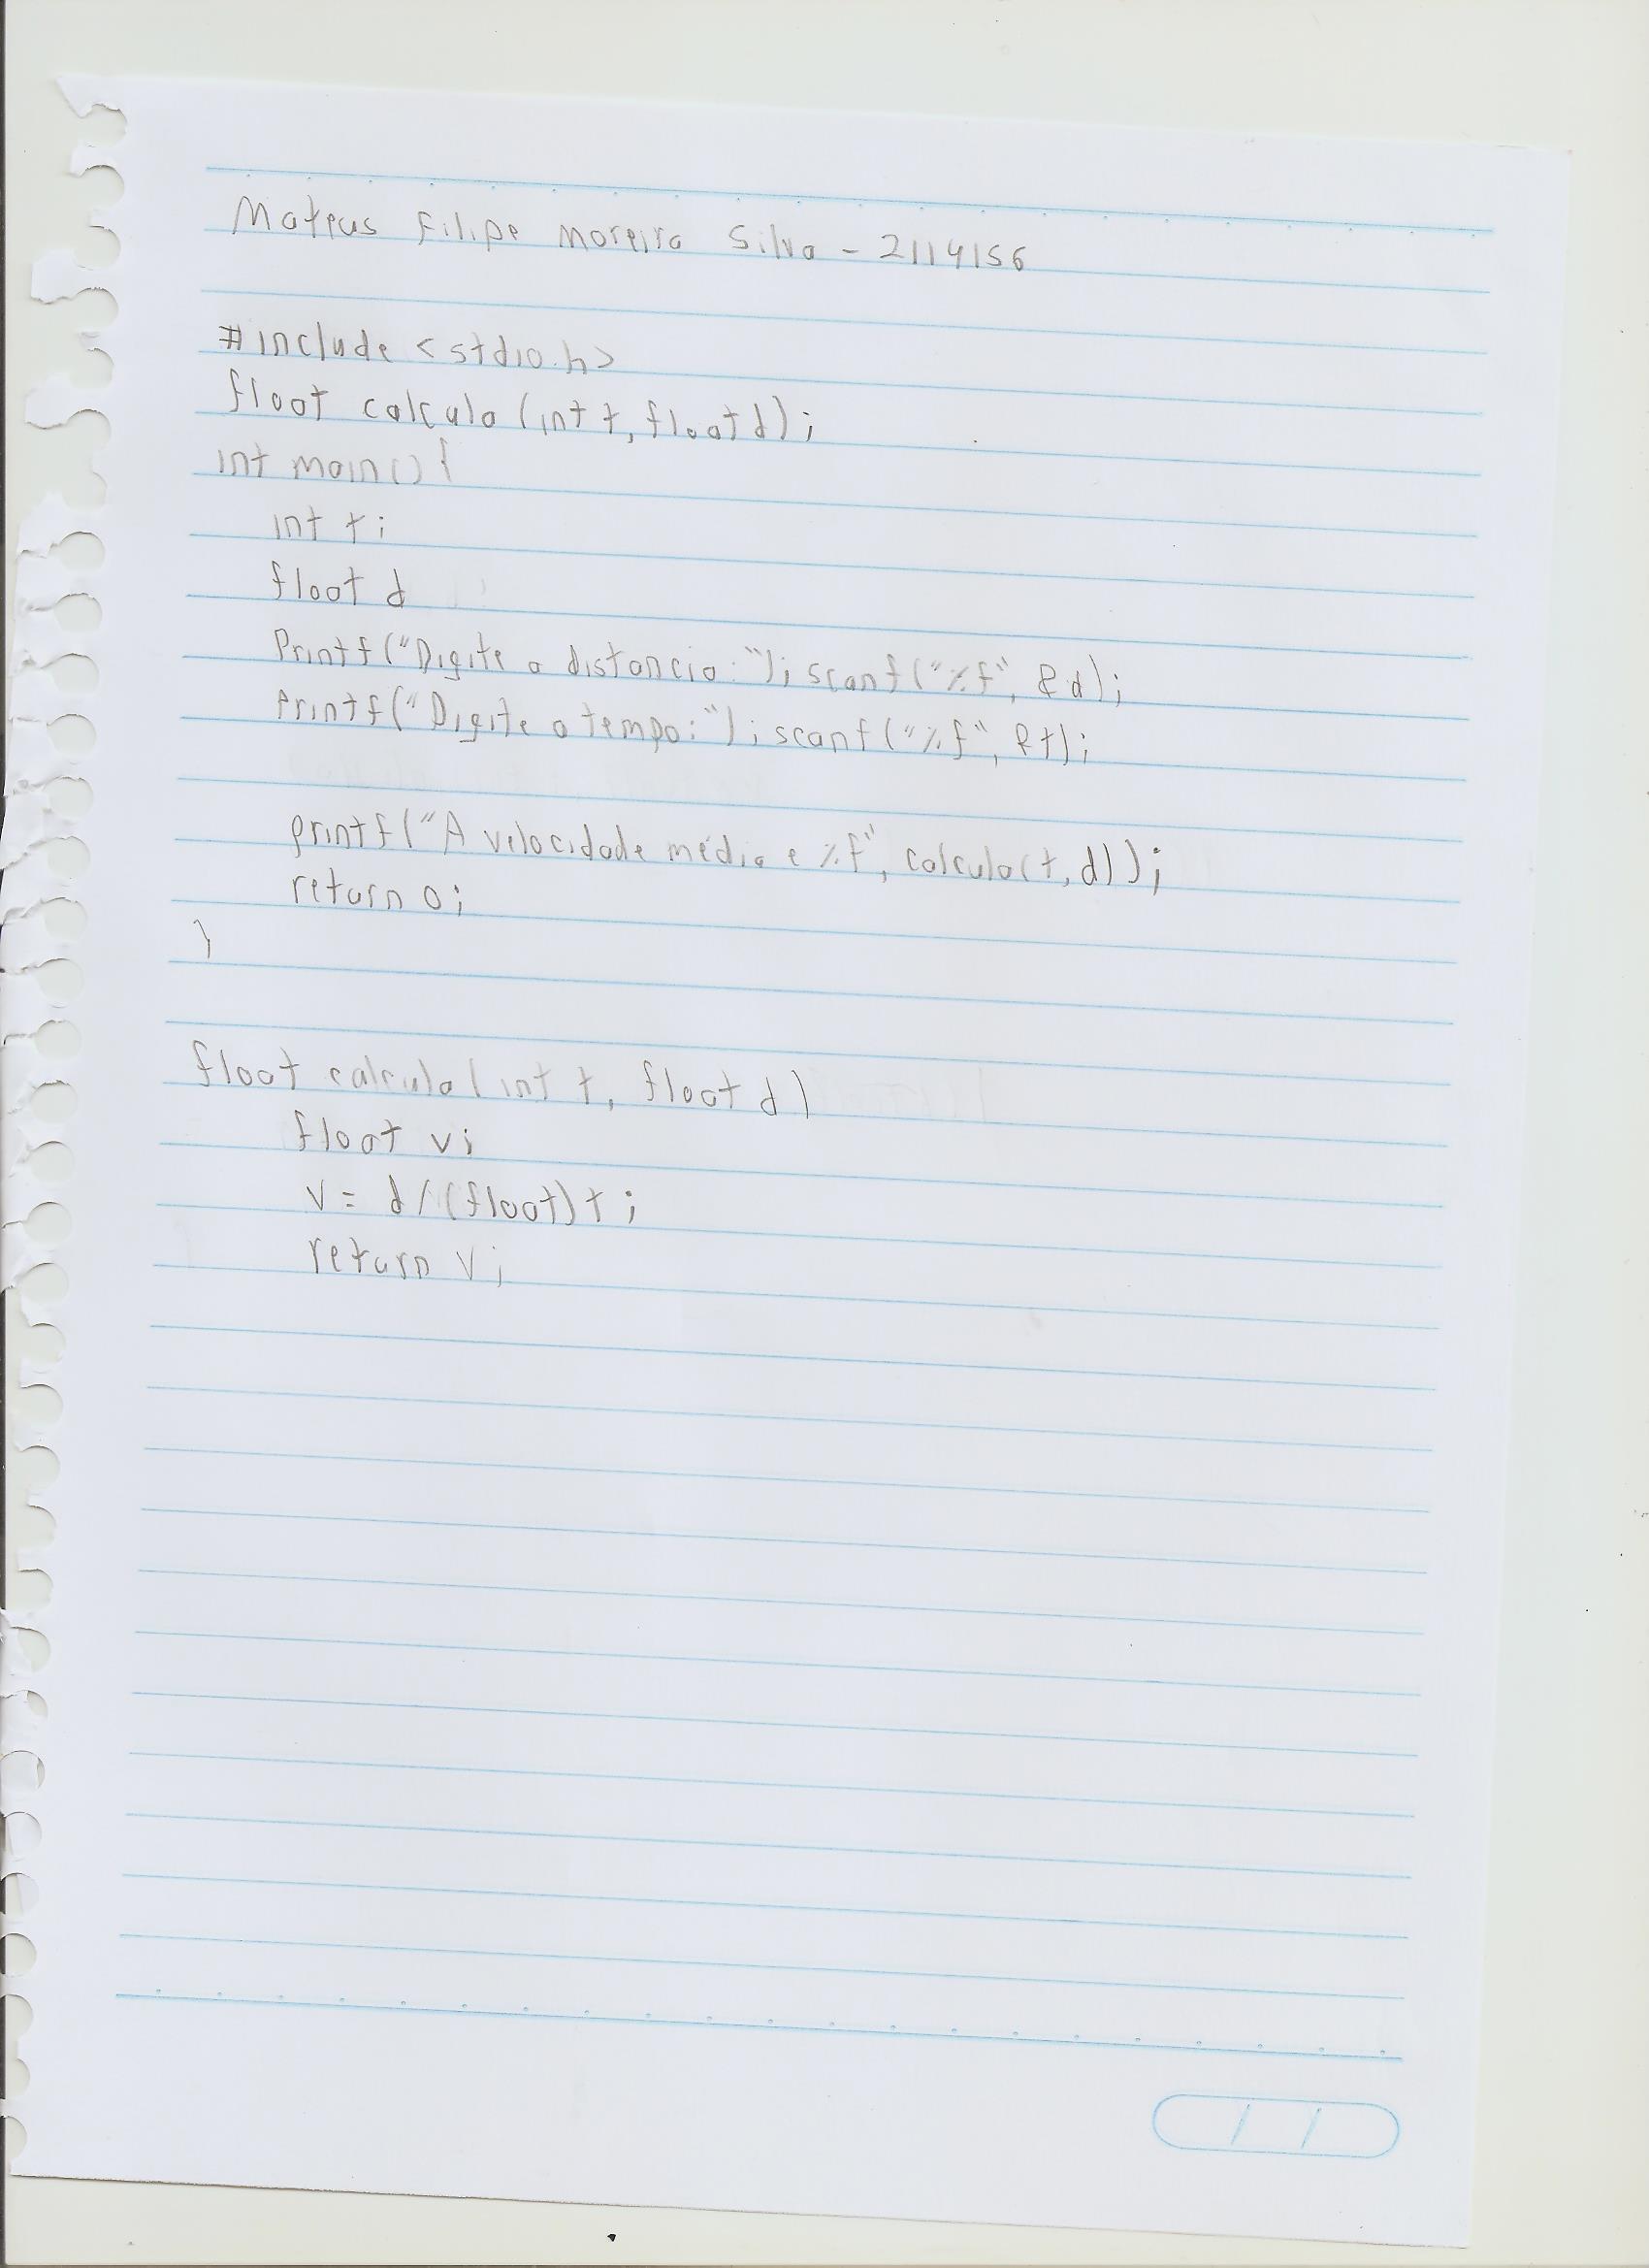 Mateus Filipe Moreira Silva - 2114156
#include <stdio.h>
float calcula (int t, float d);
int main() {
int t;
float d
Printf("Digite a distancia: "); scanf("%f", &d);
Printf("Digite o tempo: "); scanf("%f", &t);
printf("A velocidade média e %f", calcula(t, d));
return 0;
}
float calcula (int t, float d)
float v;
v = d / (float) t ;
return v;
/ /